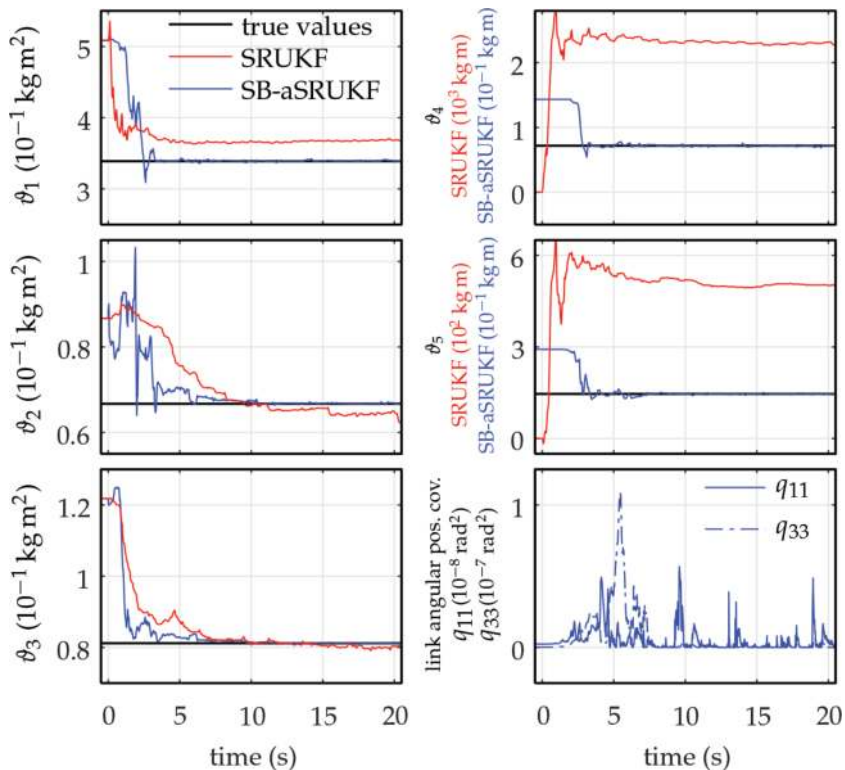 true values
SRUKF
SB-aSRUKF
5
4
3
ϑ1 (10⁻¹ kg m²)
2
1
0
ϑ4
SRUKF (10³ kg m)
SB-aSRUKF (10⁻¹ kg m)
1
0.8
0.6
ϑ2 (10⁻¹ kg m²)
6
3
0
ϑ5
SRUKF (10² kg m)
SB-aSRUKF (10⁻¹ kg m)
1.2
1
0.8
ϑ3 (10⁻¹ kg m²)
0 5 10 15 20
time (s)
q11
q33
1
0
link angular pos. cov.
q11 (10⁻⁸ rad²)
q33 (10⁻⁷ rad²)
0 5 10 15 20
time (s)